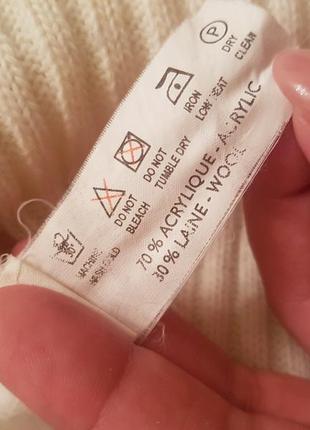 30°
MACHINE
WASH COLD
DO NOT
BLEACH
DO NOT
TUMBLE DRY
IRON
LOW HEAT
P
DRY
CLEAN
70% ACRYLIQUE - ACRYLIC
30% LAINE - WOOL